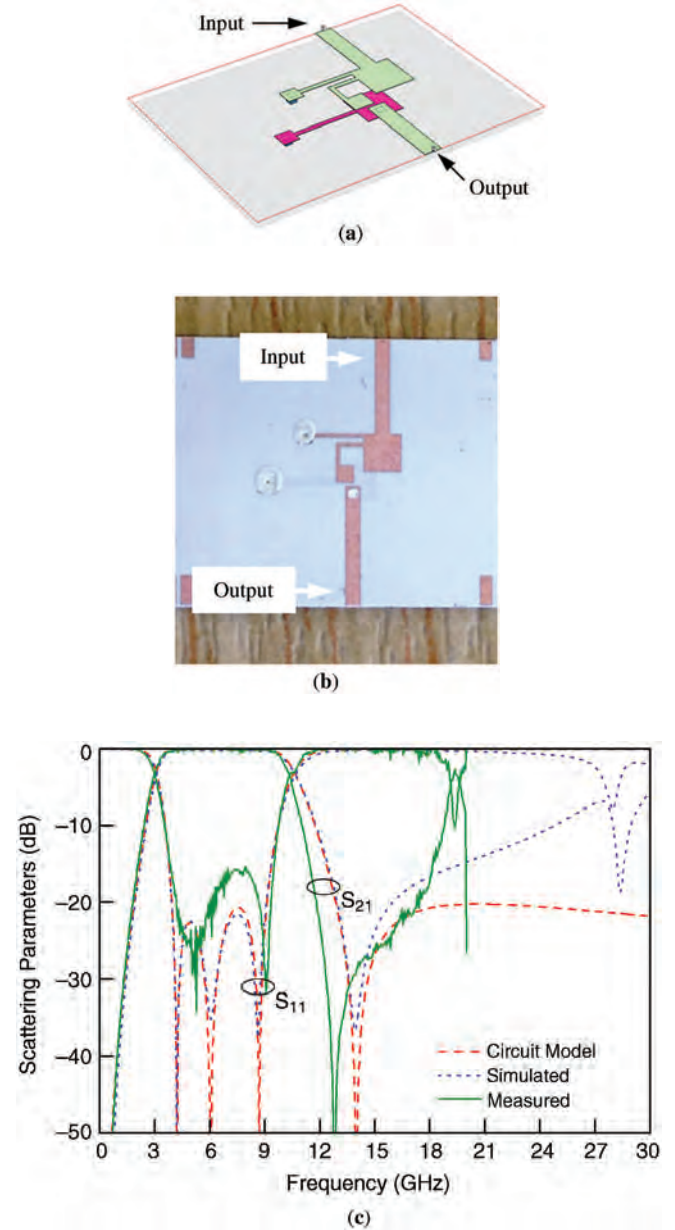 Input
Output
(a)
Input
Output
(b)
0
–10
–20
–30
–40
–50
Scattering Parameters (dB)
S21
S11
Circuit Model
Simulated
Measured
0 3 6 9 12 15 18 21 24 27 30
Frequency (GHz)
(c)